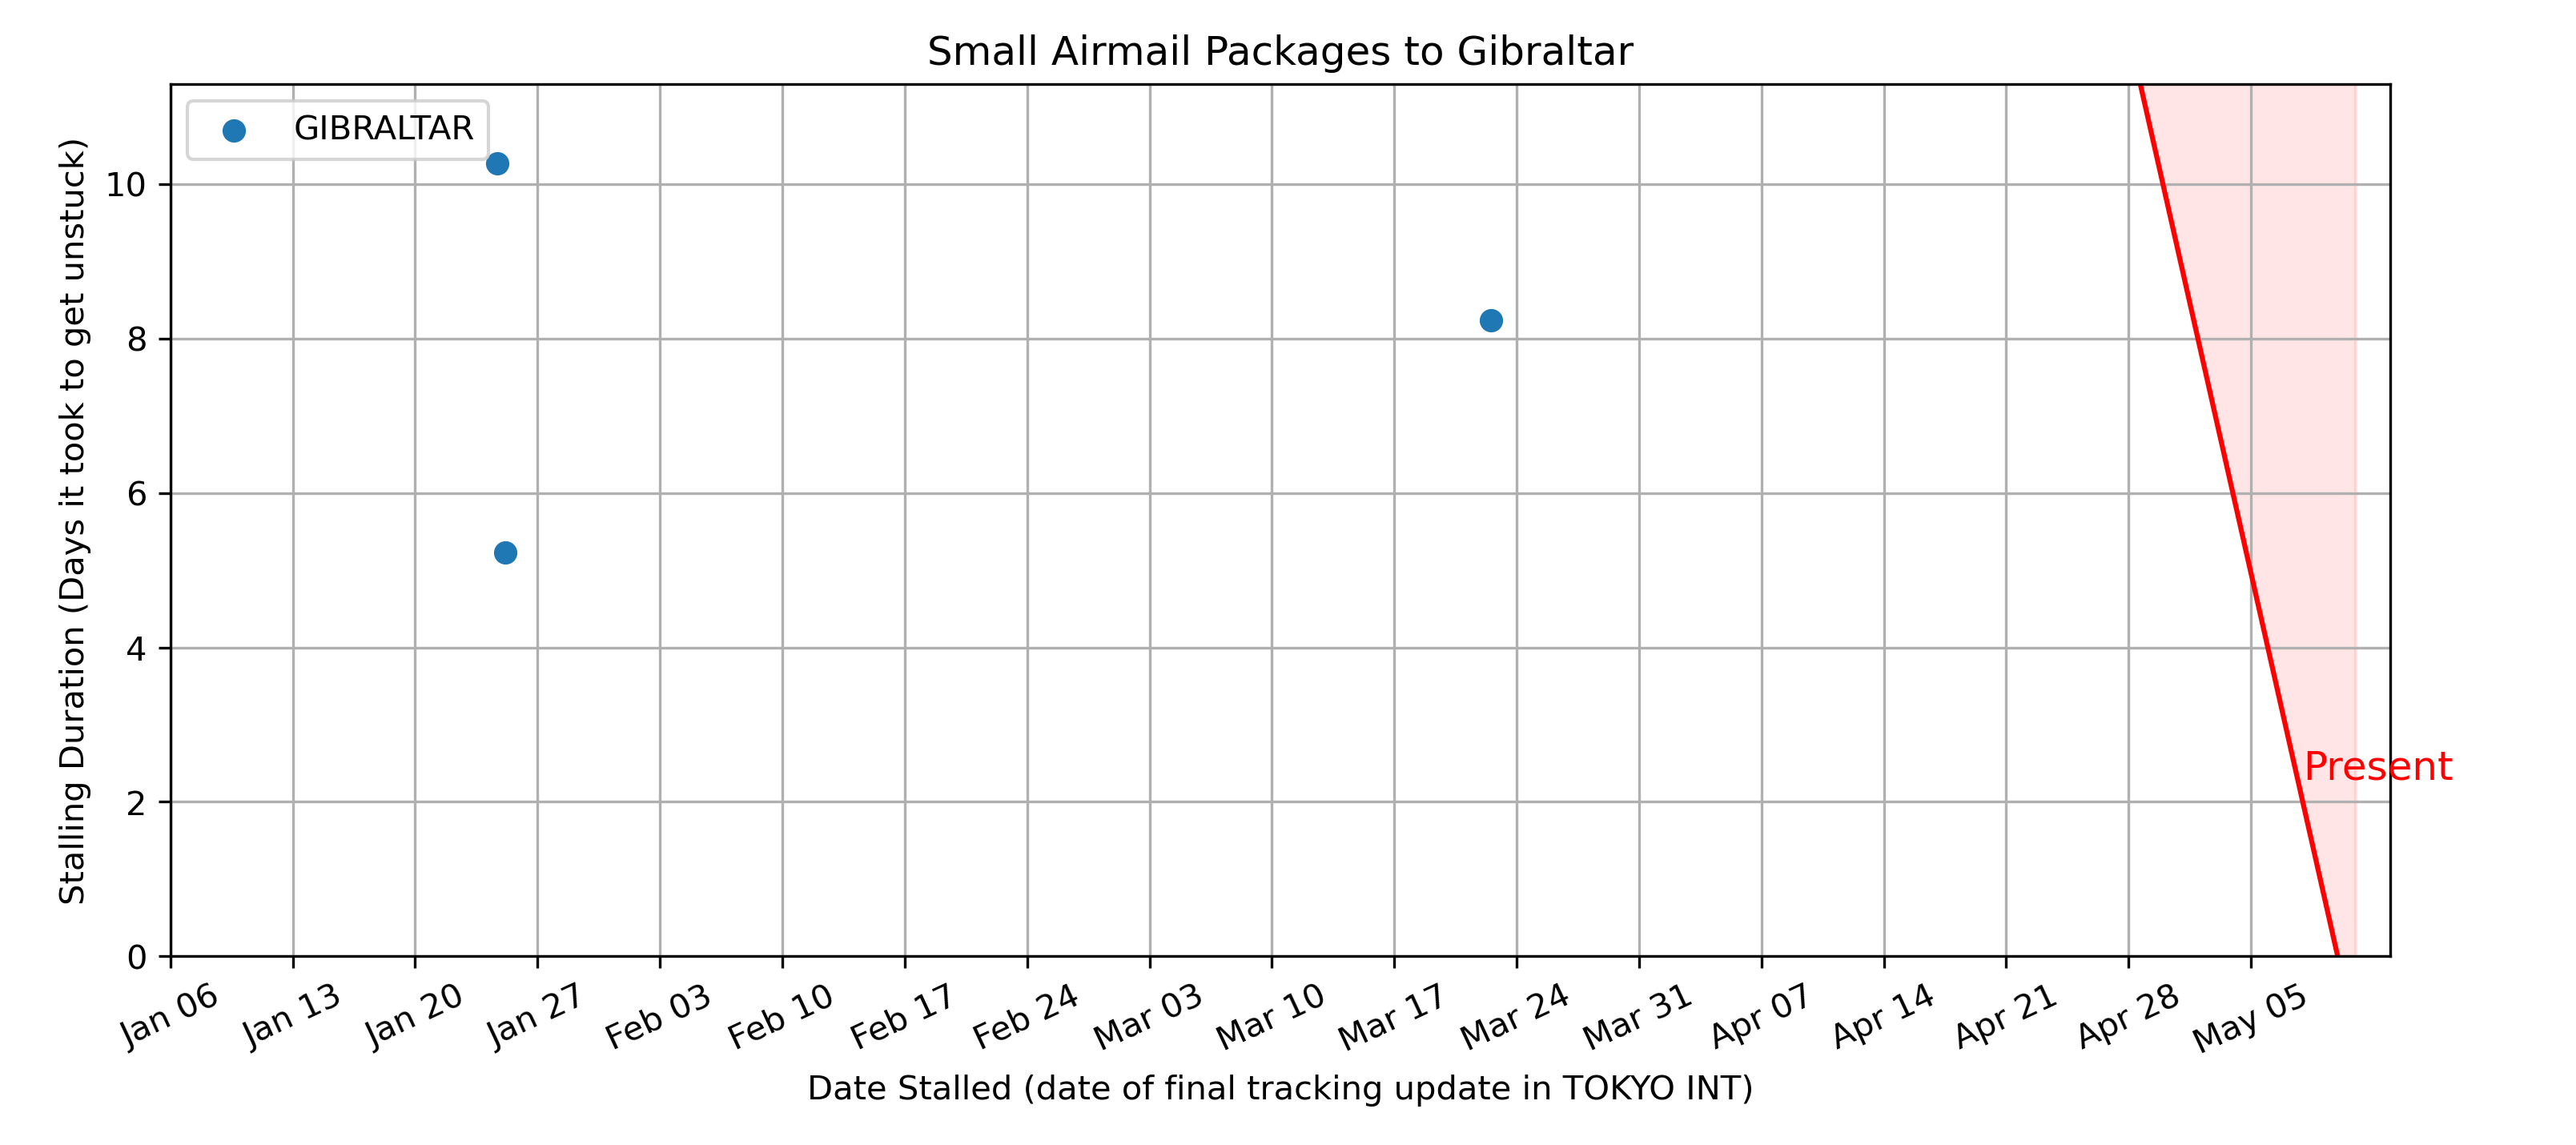 Small Airmail Packages to Gibraltar
GIBRALTAR
Stalling Duration (Days it took to get unstuck)
10
8
6
4
2
0
Present
Jan 06
Jan 13
Jan 20
Jan 27
Feb 03
Feb 10
Feb 17
Feb 24
Mar 03
Mar 10
Mar 17
Mar 24
Mar 31
Apr 07
Apr 14
Apr 21
Apr 28
May 05
Date Stalled (date of final tracking update in TOKYO INT)